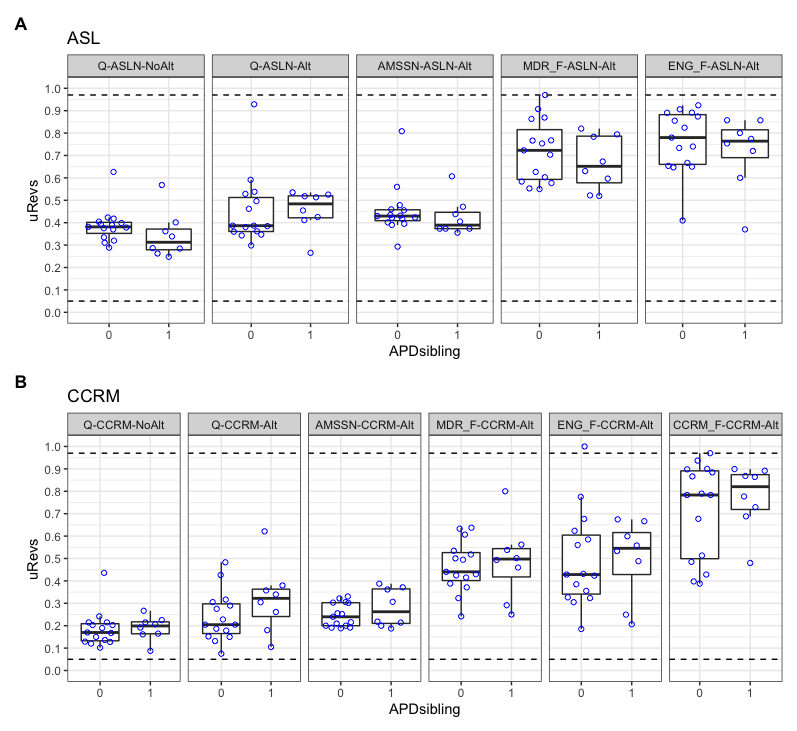 A
ASL
Q-ASLN-NoAlt Q-ASLN-Alt AMSSN-ASLN-Alt MDR_F-ASLN-Alt ENG_F-ASLN-Alt
1.0
0.9
0.8
0.7
0.6
0.5
0.4
0.3
0.2
0.1
0.0
uRevs
0 1 0 1 0 1 0 1 0 1
APDsibling
B
CCRM
Q-CCRM-NoAlt Q-CCRM-Alt AMSSN-CCRM-Alt MDR_F-CCRM-Alt ENG_F-CCRM-Alt CCRM_F-CCRM-Alt
1.0
0.9
0.8
0.7
0.6
0.5
0.4
0.3
0.2
0.1
0.0
uRevs
0 1 0 1 0 1 0 1 0 1 0 1
APDsibling